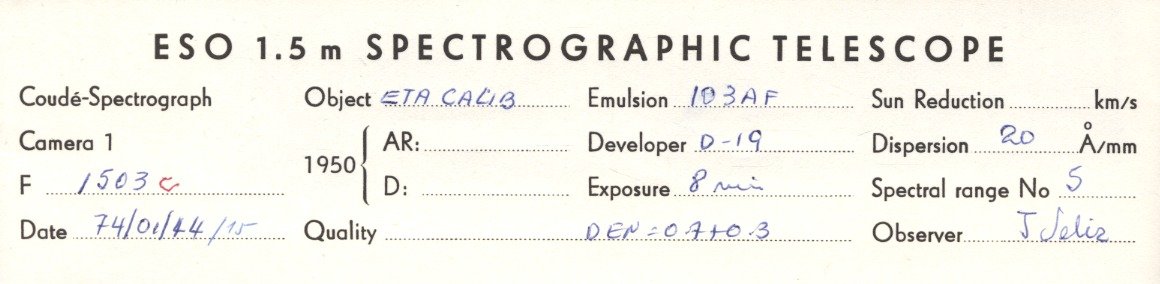 ESO 1.5 m SPECTROGRAPHIC TELESCOPE
Coudé-Spectrograph Object ETA CALIB Emulsion 103AF Sun Reduction km/s
Camera 1 1950 AR: Developer D-19 Dispersion 20 Å/mm
F 1503 c D: Exposure 8 min Spectral range No 5
Date 74/01/14/15 Quality DEN=0.7+0.3 Observer J Veliz